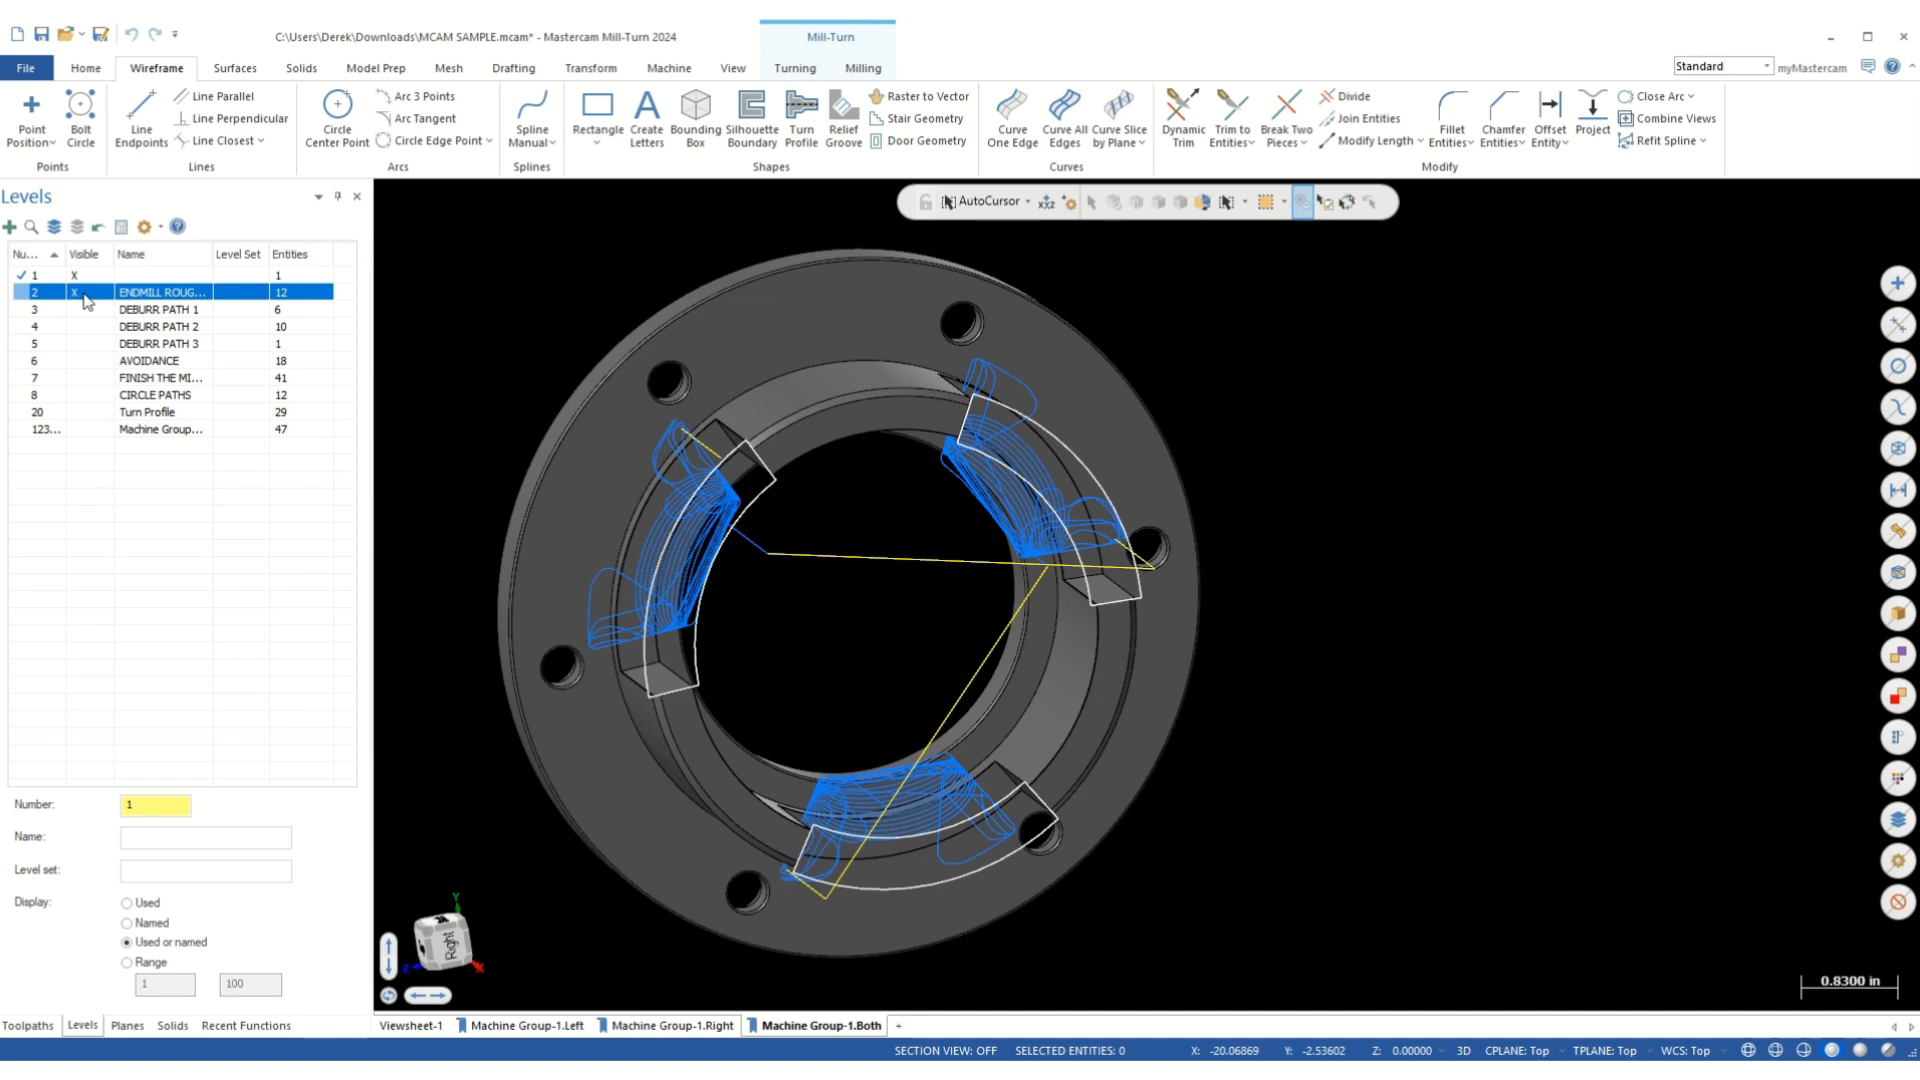 C:\Users\Derek\Downloads\MCAM SAMPLE.mcam* - Mastercam Mill-Turn 2024
Mill-Turn
File Home Wireframe Surfaces Solids Model Prep Mesh Drafting Transform Machine View Turning Milling
Standard myMastercam
Point Position
Bolt Circle
Points
Line Endpoints
Line Parallel
Line Perpendicular
Line Closest
Lines
Circle Center Point
Arc 3 Points
Arc Tangent
Circle Edge Point
Arcs
Spline Manual
Splines
Rectangle
Create Letters
Bounding Box
Silhouette Boundary
Turn Profile
Relief Groove
Raster to Vector
Stair Geometry
Door Geometry
Shapes
Curve One Edge
Curve All Edges
Curve Slice by Plane
Curves
Dynamic Trim
Trim to Entities
Break Two Pieces
Divide
Join Entities
Modify Length
Fillet Entities
Chamfer Entities
Offset Entity
Project
Close Arc
Combine Views
Refit Spline
Modify
Levels
AutoCursor
Nu... Visible Name Level Set Entities
1 X 1
2 X ENDMILL ROUG... 12
3 DEBURR PATH 1 6
4 DEBURR PATH 2 10
5 DEBURR PATH 3 1
6 AVOIDANCE 18
7 FINISH THE MI... 41
8 CIRCLE PATHS 12
20 Turn Profile 29
123... Machine Group... 47
Number: 1
Name:
Level set:
Display: Used
Named
Used or named
Range
1 100
Y
Right
Z X
0.8300 in
Toolpaths Levels Planes Solids Recent Functions
Viewsheet-1 Machine Group-1.Left Machine Group-1.Right Machine Group-1.Both +
SECTION VIEW: OFF SELECTED ENTITIES: 0 X: -20.06869 Y: -2.53602 Z: 0.00000 3D CPLANE: Top TPLANE: Top WCS: Top